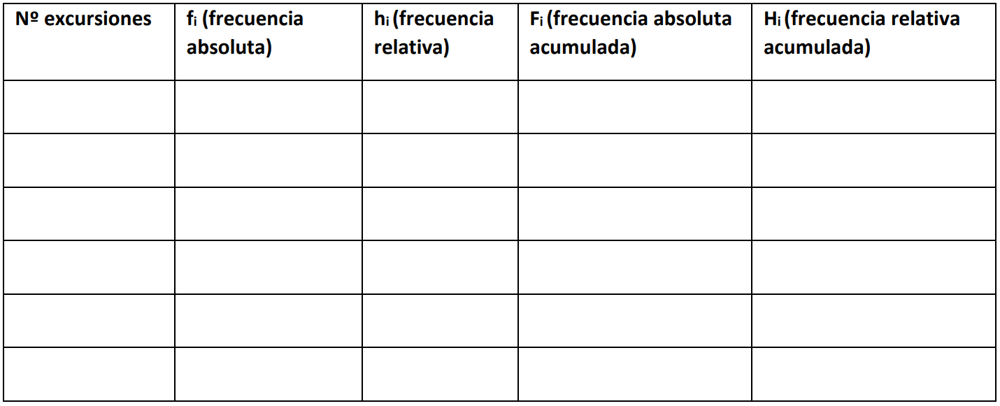 Nº excursiones
fi (frecuencia
absoluta)
hi (frecuencia
relativa)
Fi (frecuencia absoluta
acumulada)
Hi (frecuencia relativa
acumulada)